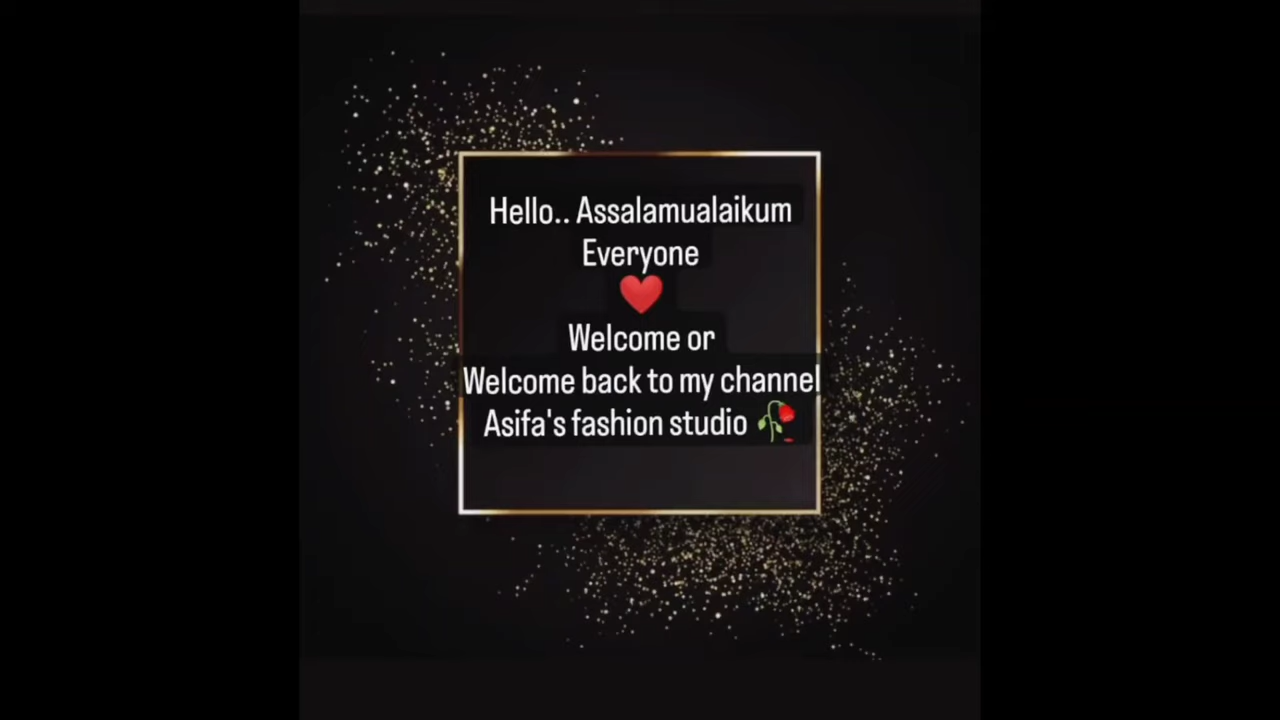 Hello.. Assalamualaikum
Everyone
❤️
Welcome or
Welcome back to my channel
Asifa's fashion studio 🥀